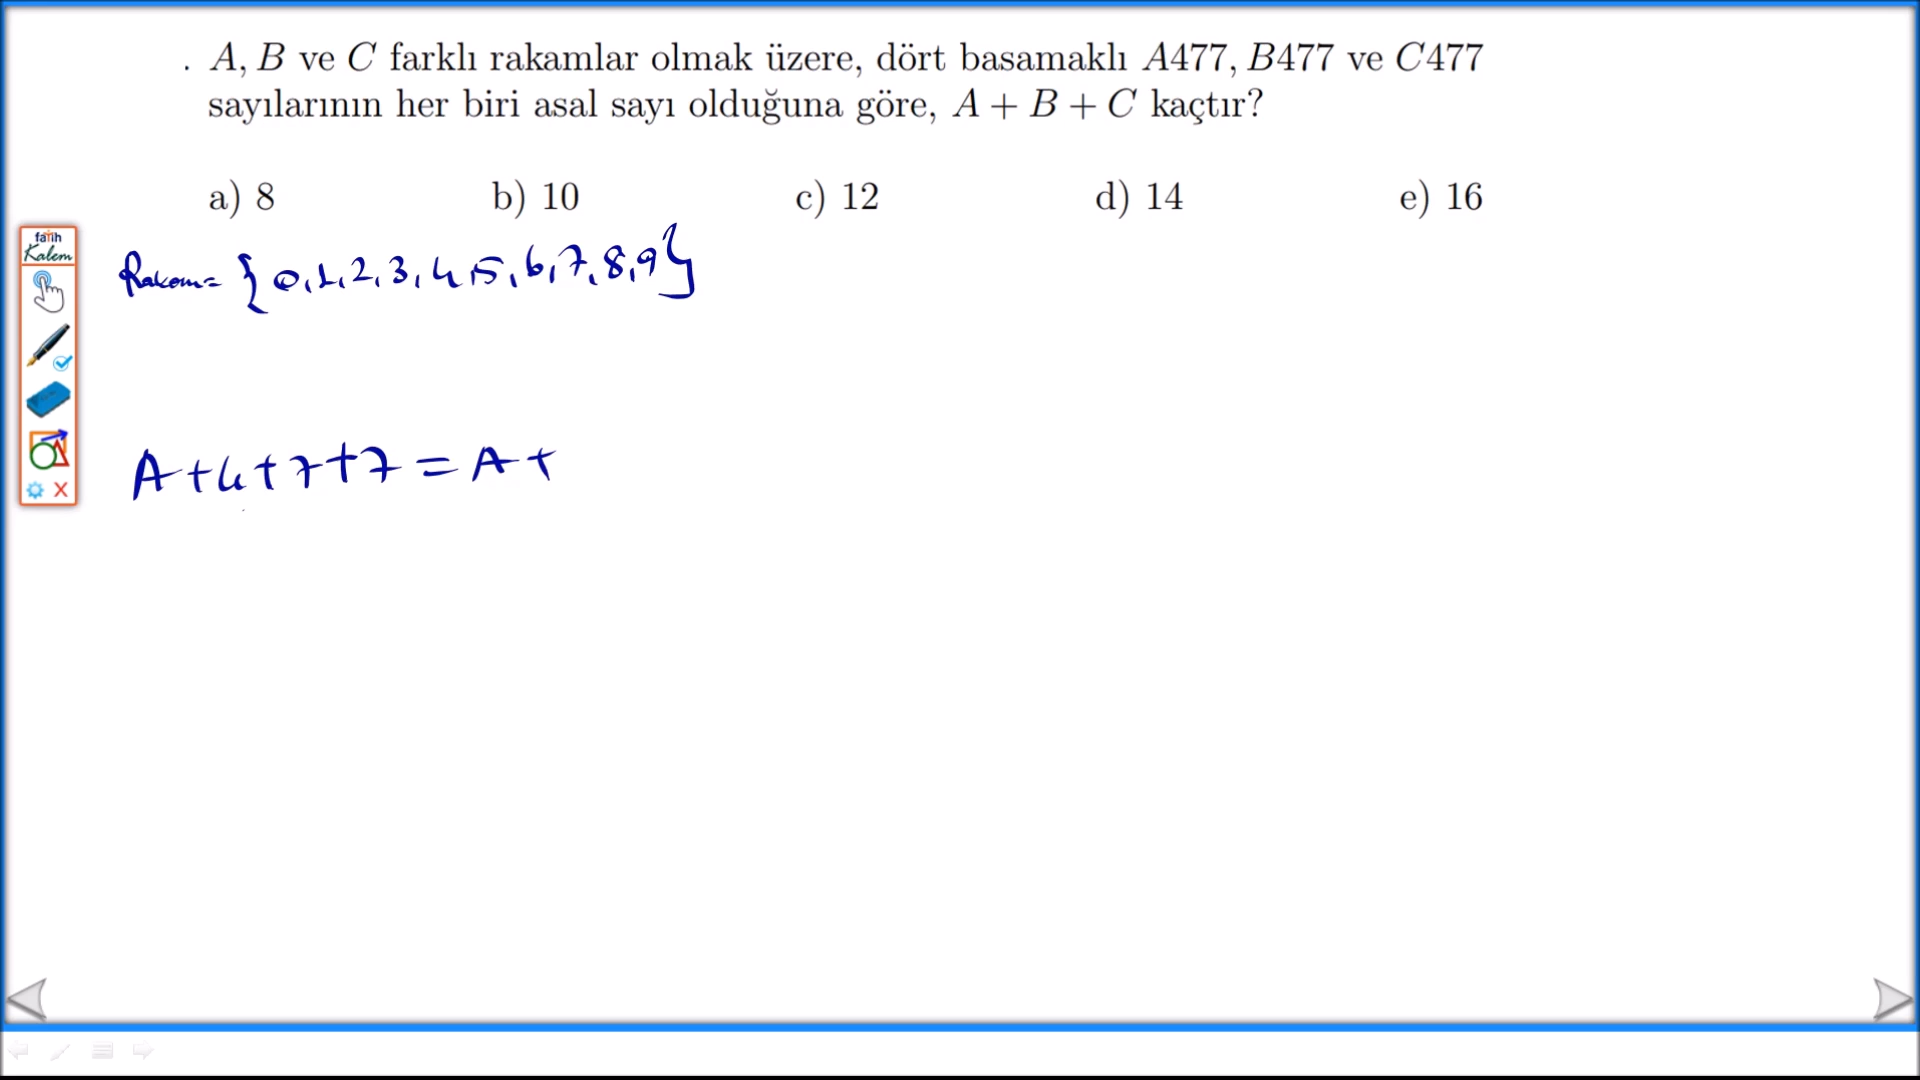 . A, B ve C farklı rakamlar olmak üzere, dört basamaklı A477, B477 ve C477
sayılarının her biri asal sayı olduğuna göre, A + B + C kaçtır?
a) 8 b) 10 c) 12 d) 14 e) 16
fatih
Kalem
Rakam = {0,1,2,3,4,5,6,7,8,9}
A+4+7+7 = A+